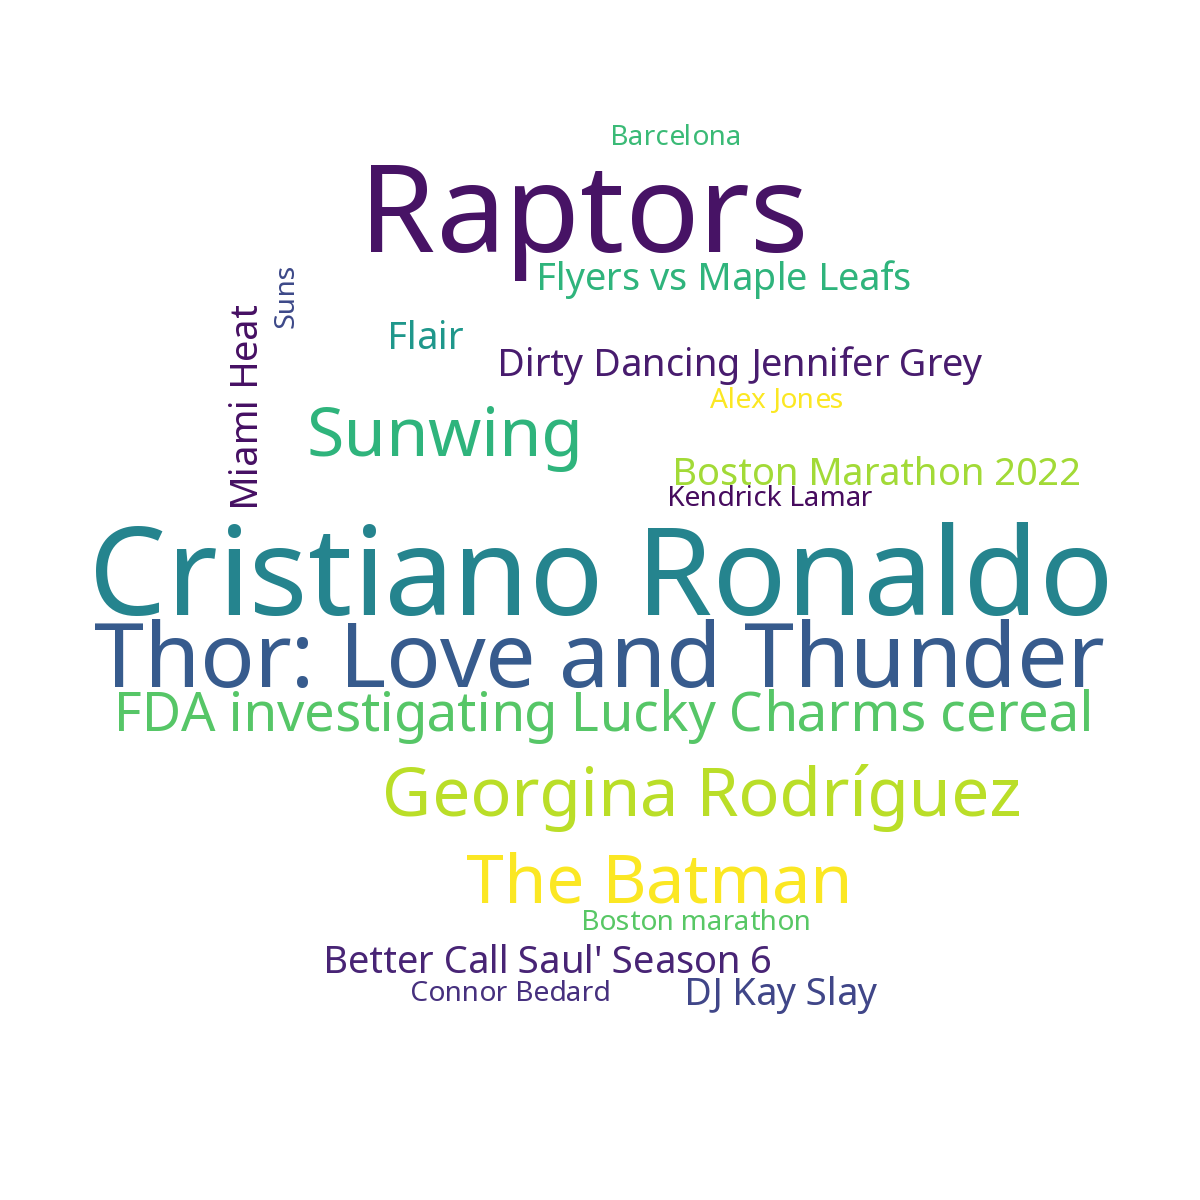 Barcelona
Raptors
Flyers vs Maple Leafs
Suns
Miami Heat
Flair
Dirty Dancing Jennifer Grey
Alex Jones
Sunwing
Boston Marathon 2022
Kendrick Lamar
Cristiano Ronaldo
Thor: Love and Thunder
FDA investigating Lucky Charms cereal
Georgina Rodríguez
The Batman
Boston marathon
Better Call Saul' Season 6
Connor Bedard
DJ Kay Slay